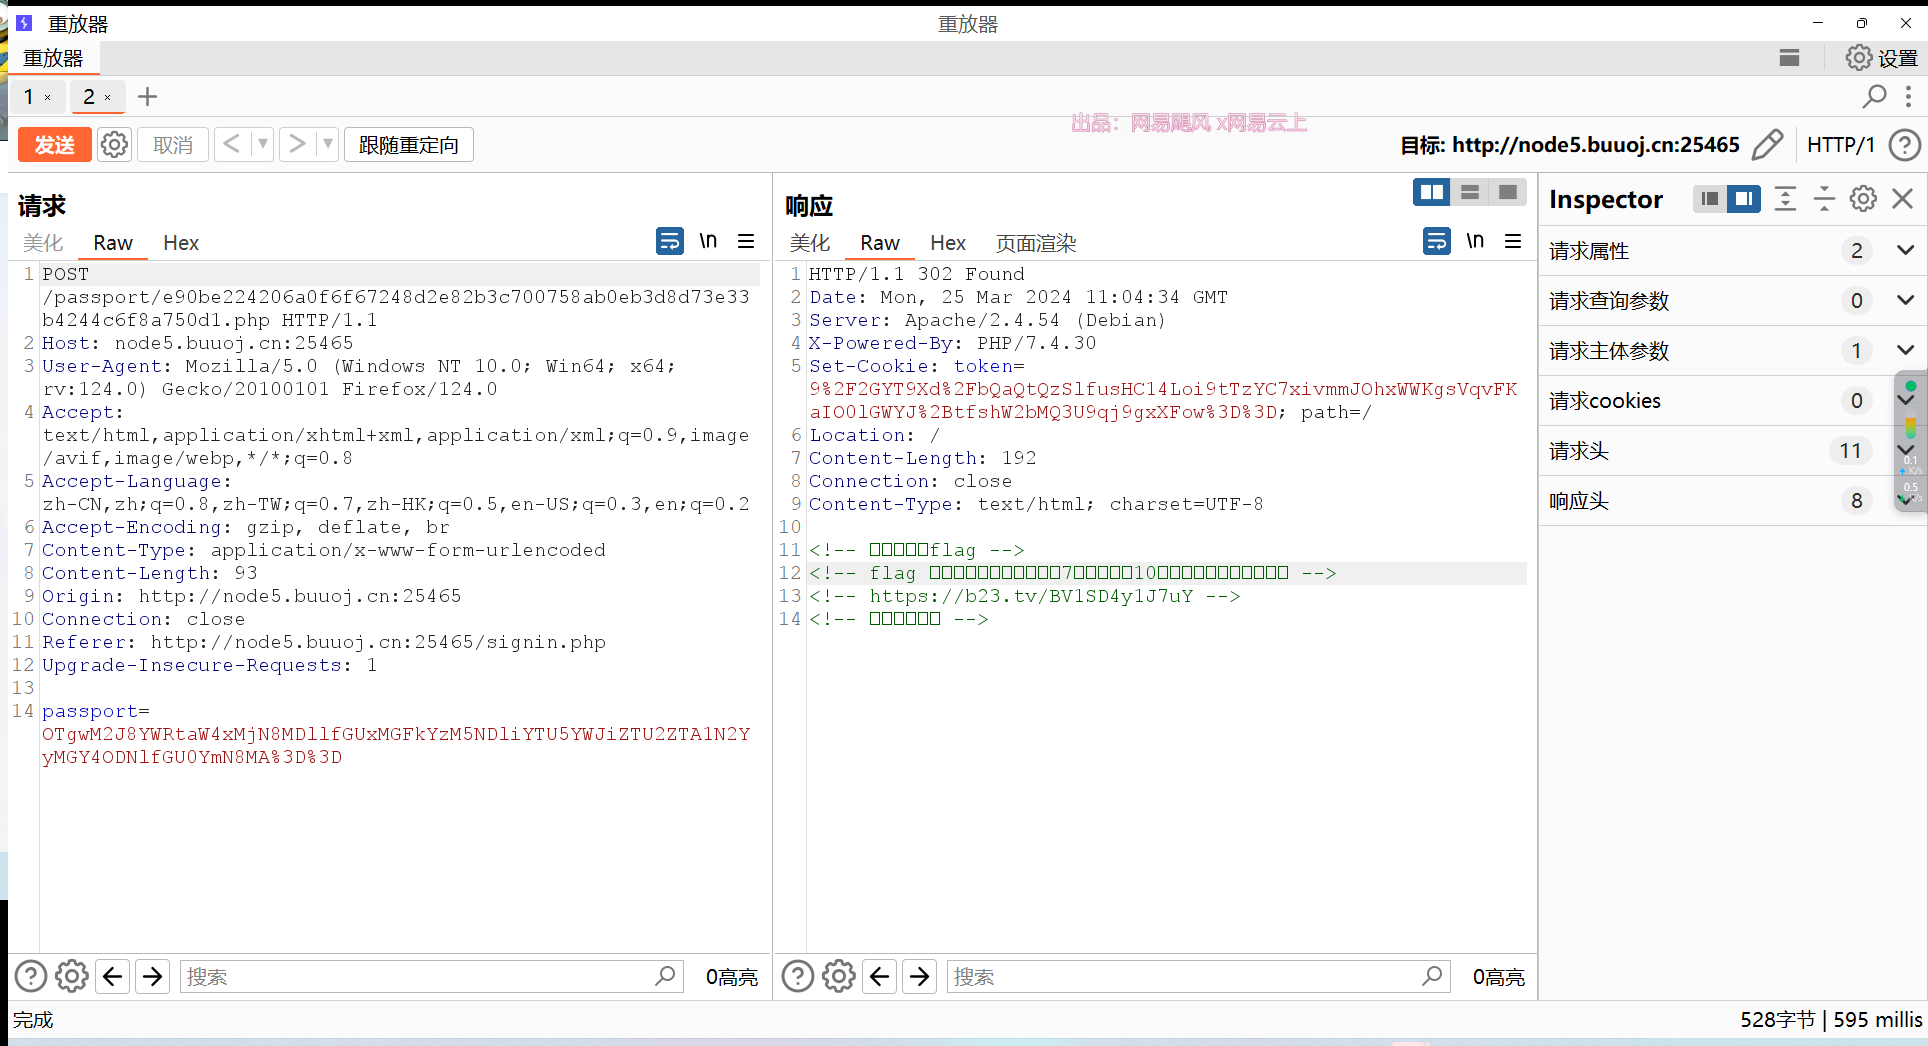 重放器
重放器
重放器
设置
1 ×
2 ×
出品：网易飓风 x网易云上
发送
取消
跟随重定向
目标: http://node5.buuoj.cn:25465
HTTP/1
请求
美化 Raw Hex
\n
1 POST
/passport/e90be224206a0f6f67248d2e82b3c700758ab0eb3d8d73e33
b4244c6f8a750d1.php HTTP/1.1
2 Host: node5.buuoj.cn:25465
3 User-Agent: Mozilla/5.0 (Windows NT 10.0; Win64; x64;
rv:124.0) Gecko/20100101 Firefox/124.0
4 Accept:
text/html,application/xhtml+xml,application/xml;q=0.9,image
/avif,image/webp,*/*;q=0.8
5 Accept-Language:
zh-CN,zh;q=0.8,zh-TW;q=0.7,zh-HK;q=0.5,en-US;q=0.3,en;q=0.2
6 Accept-Encoding: gzip, deflate, br
7 Content-Type: application/x-www-form-urlencoded
8 Content-Length: 93
9 Origin: http://node5.buuoj.cn:25465
10 Connection: close
11 Referer: http://node5.buuoj.cn:25465/signin.php
12 Upgrade-Insecure-Requests: 1
13
14 passport=
OTgwM2J8YWRtaW4xMjN8MDllfGUxMGFkYzM5NDliYTU5YWJiZTU2ZTA1N2Y
yMGY4ODNlfGU0YmN8MA%3D%3D
搜索
0高亮
响应
美化 Raw Hex 页面渲染
\n
1 HTTP/1.1 302 Found
2 Date: Mon, 25 Mar 2024 11:04:34 GMT
3 Server: Apache/2.4.54 (Debian)
4 X-Powered-By: PHP/7.4.30
5 Set-Cookie: token=
9%2F2GYT9Xd%2FbQaQtQzSlfusHC14Loi9tTzYC7xivmmJOhxWWKgsVqvFK
aIO0lGWYJ%2BtfshW2bMQ3U9qj9gxXFow%3D%3D; path=/
6 Location: /
7 Content-Length: 192
8 Connection: close
9 Content-Type: text/html; charset=UTF-8
10
11 <!-- □□□□□flag -->
12 <!-- flag □□□□□□□□□□□7□□□□□10□□□□□□□□□□□ -->
13 <!-- https://b23.tv/BV1SD4y1J7uY -->
14 <!-- □□□□□□ -->
搜索
0高亮
Inspector
请求属性 2
请求查询参数 0
请求主体参数 1
请求cookies 0
请求头 11
响应头 8
0.1
K/s
0.5
完成
528字节 | 595 millis